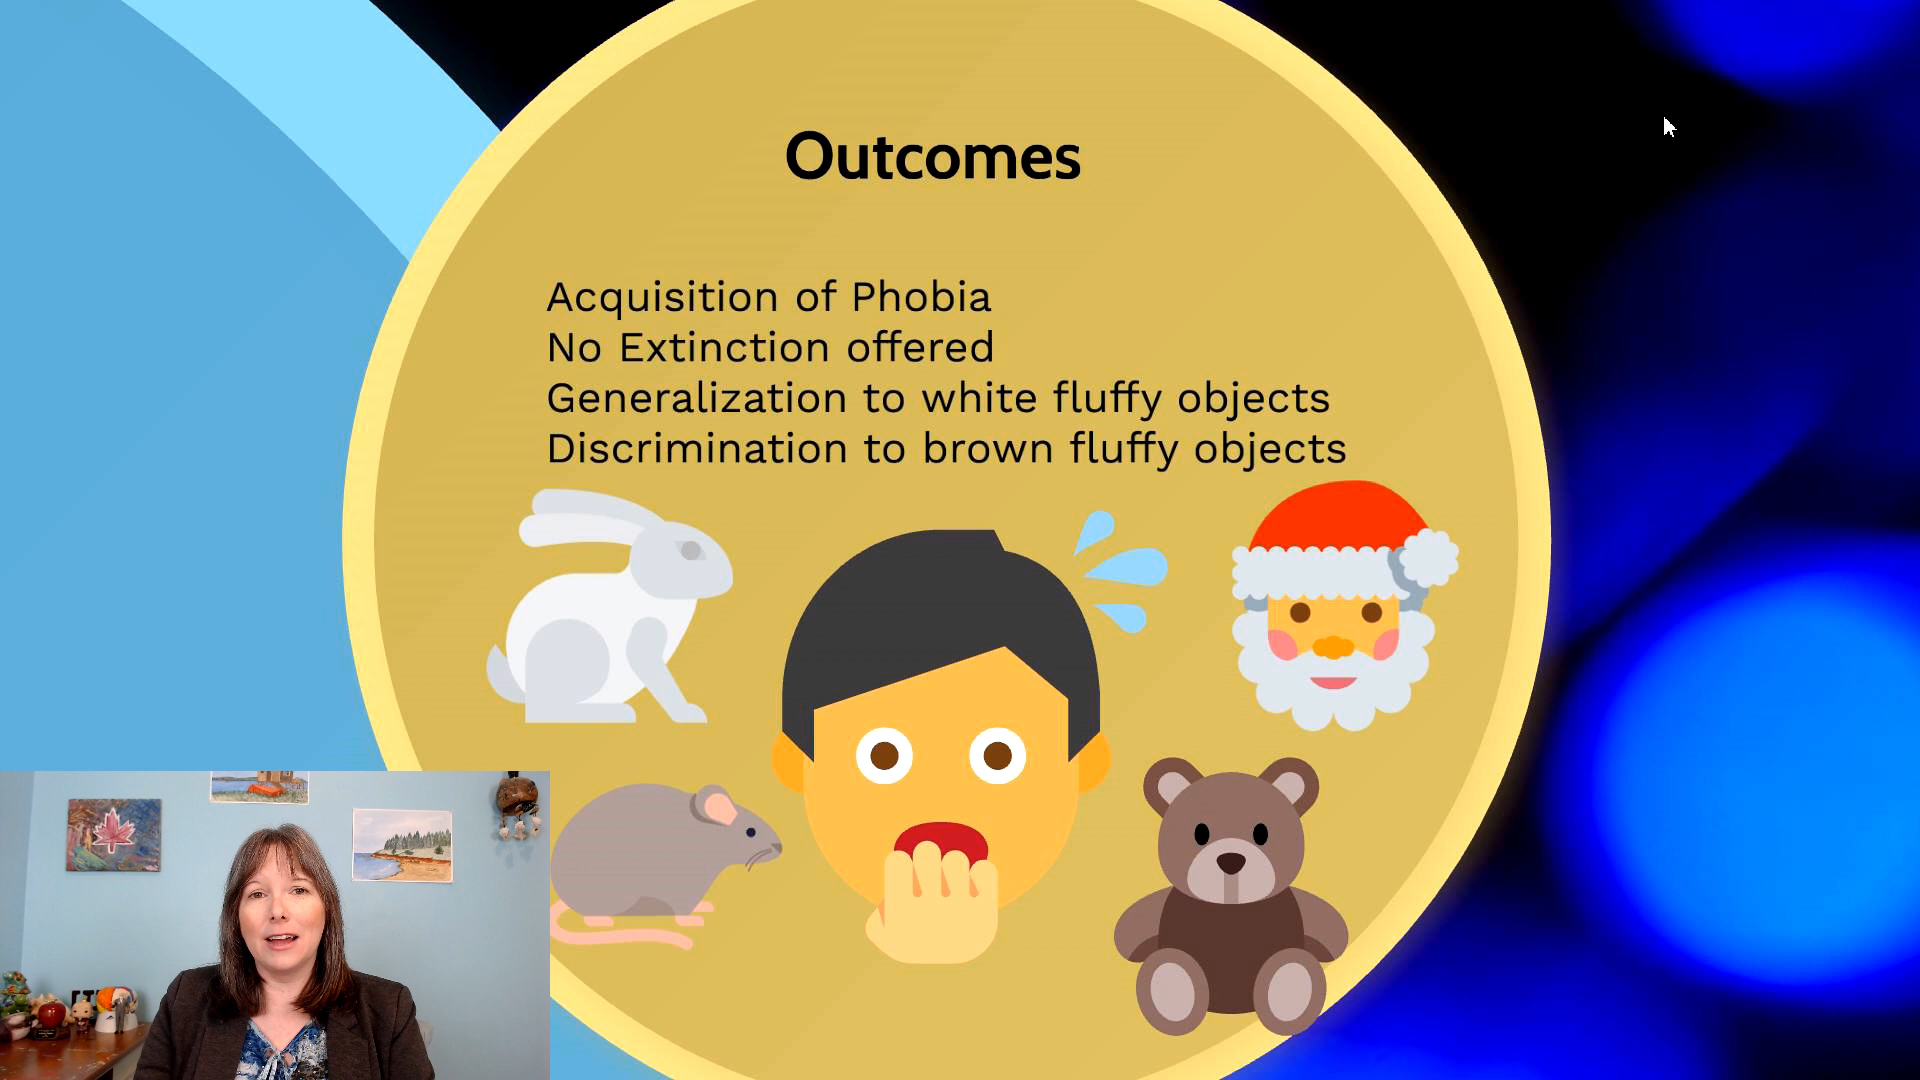 Outcomes
Acquisition of Phobia
No Extinction offered
Generalization to white fluffy objects
Discrimination to brown fluffy objects